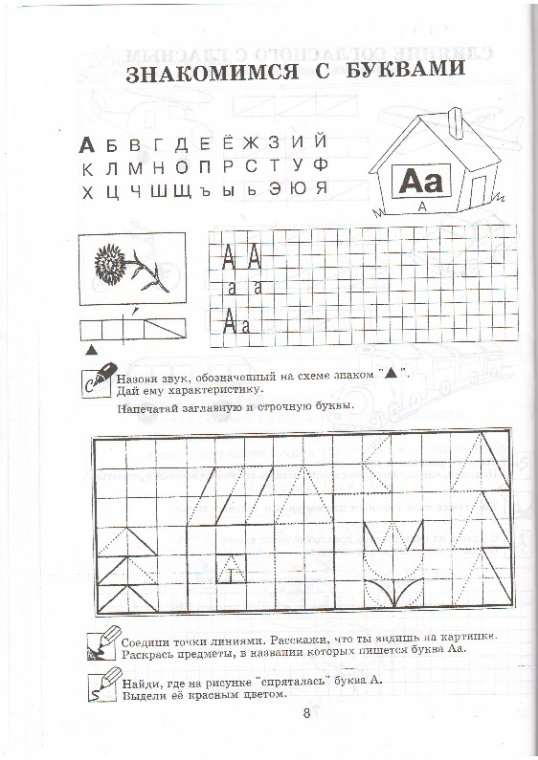 ЗНАКОМИМСЯ С БУКВАМИ
А Б В Г Д Е Ё Ж З И Й
К Л М Н О П Р С Т У Ф
Х Ц Ч Ш Щ ъ ы ь Э Ю Я
Аа
А
А А
а а
Аа
Назови звук, обозначенный на схеме знаком "▲".
Дай ему характеристику.
Напечатай заглавную и строчную буквы.
Соедини точки линиями. Расскажи, что ты видишь на картинке.
Раскрась предметы, в названии которых пишется буква Аа.
Найди, где на рисунке "спряталась" буква А.
Выдели её красным цветом.
8